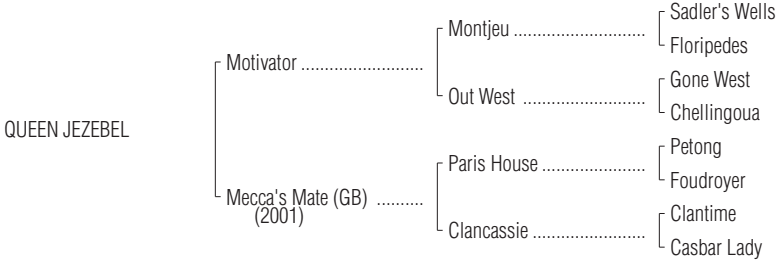 Sadler's Wells
Montjeu ..............................
Floripedes
Motivator ............................
Gone West
Out West ............................
Chellingoua
QUEEN JEZEBEL
Petong
Paris House ........................
Foudroyer
Mecca's Mate (GB) ..........
(2001)
Clantime
Clancassie ..........................
Casbar Lady